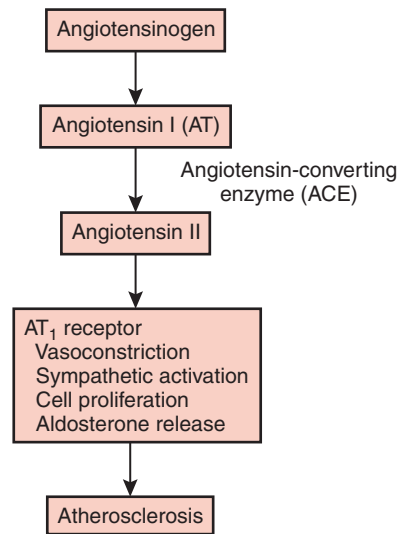 Angiotensinogen
Angiotensin I (AT)
Angiotensin-converting
enzyme (ACE)
Angiotensin II
AT₁ receptor
Vasoconstriction
Sympathetic activation
Cell proliferation
Aldosterone release
Atherosclerosis